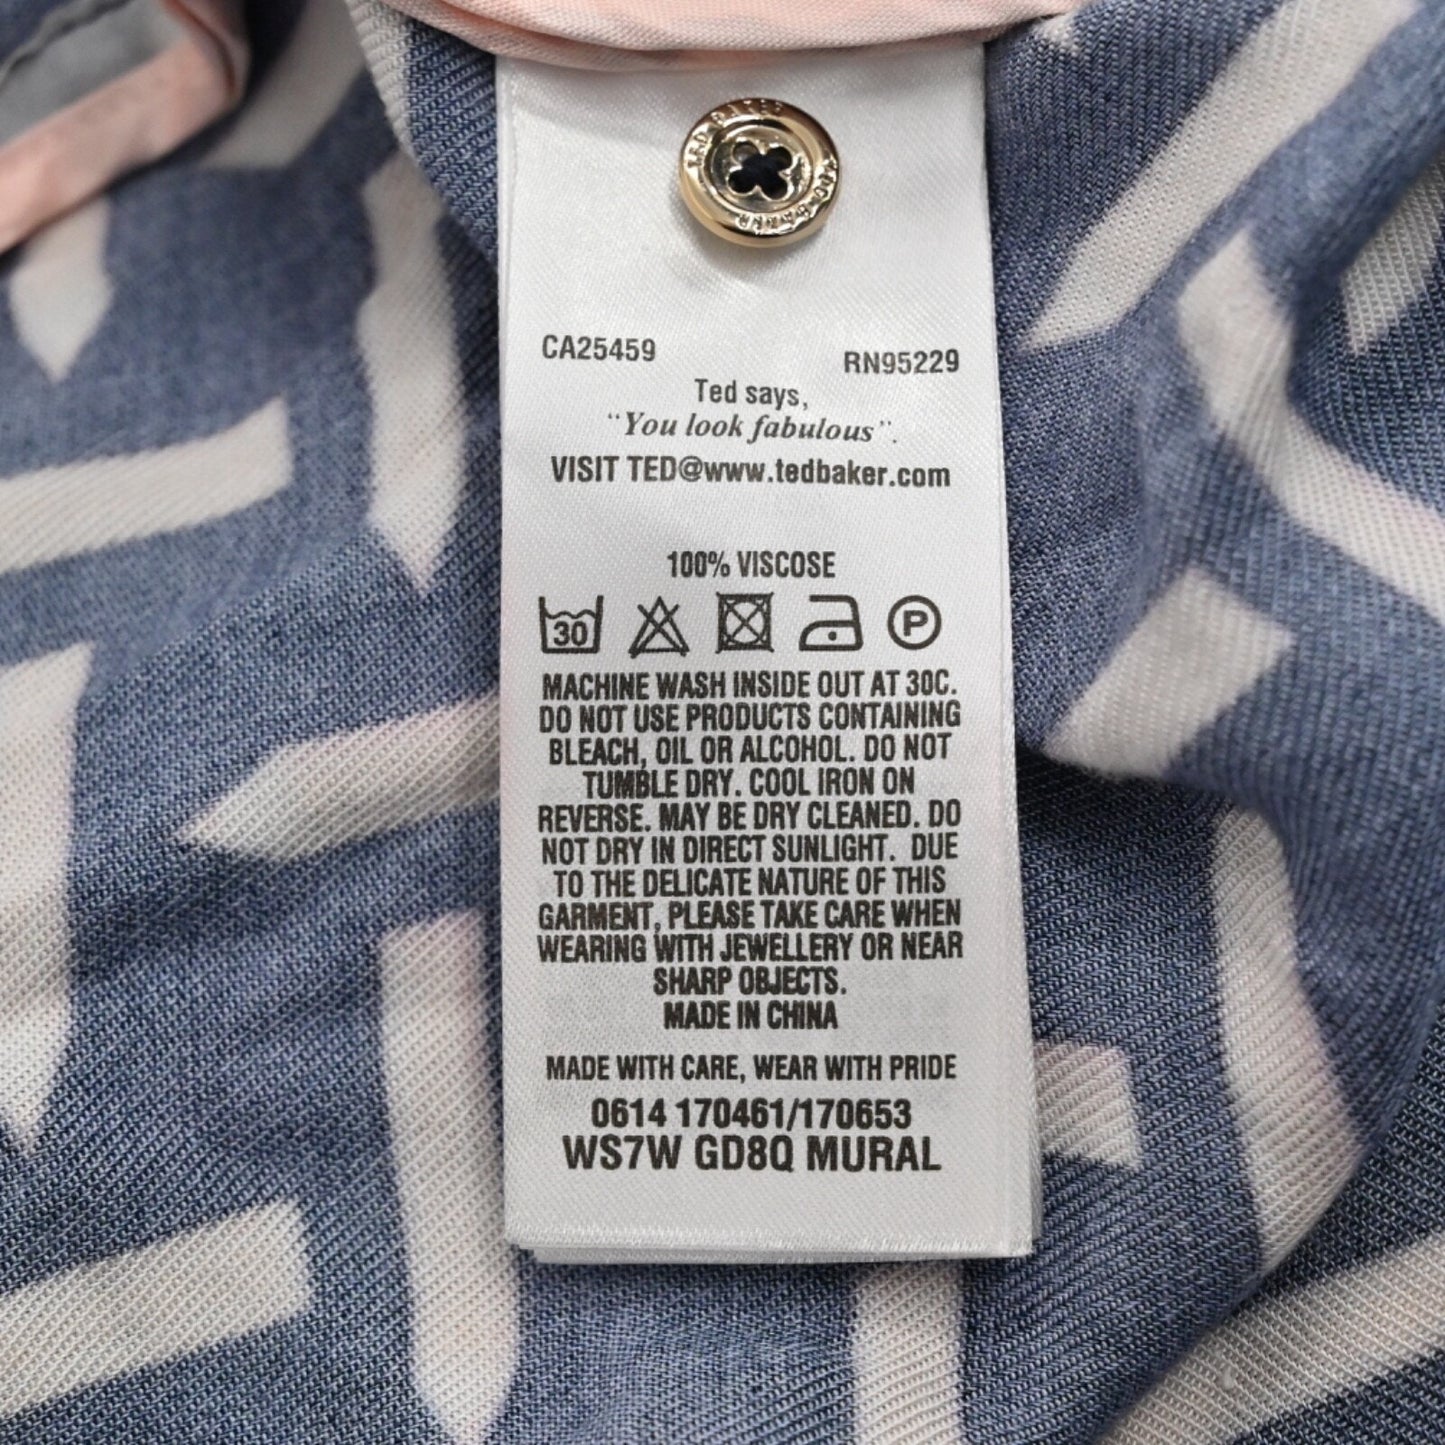 TED BAKER
CA25459
RN95229
Ted says,
"You look fabulous".
VISIT TED@www.tedbaker.com
100% VISCOSE
30
P
MACHINE WASH INSIDE OUT AT 30C.
DO NOT USE PRODUCTS CONTAINING
BLEACH, OIL OR ALCOHOL. DO NOT
TUMBLE DRY. COOL IRON ON
REVERSE. MAY BE DRY CLEANED. DO
NOT DRY IN DIRECT SUNLIGHT. DUE
TO THE DELICATE NATURE OF THIS
GARMENT, PLEASE TAKE CARE WHEN
WEARING WITH JEWELLERY OR NEAR
SHARP OBJECTS.
MADE IN CHINA
MADE WITH CARE, WEAR WITH PRIDE
0614 170461/170653
WS7W GD8Q MURAL